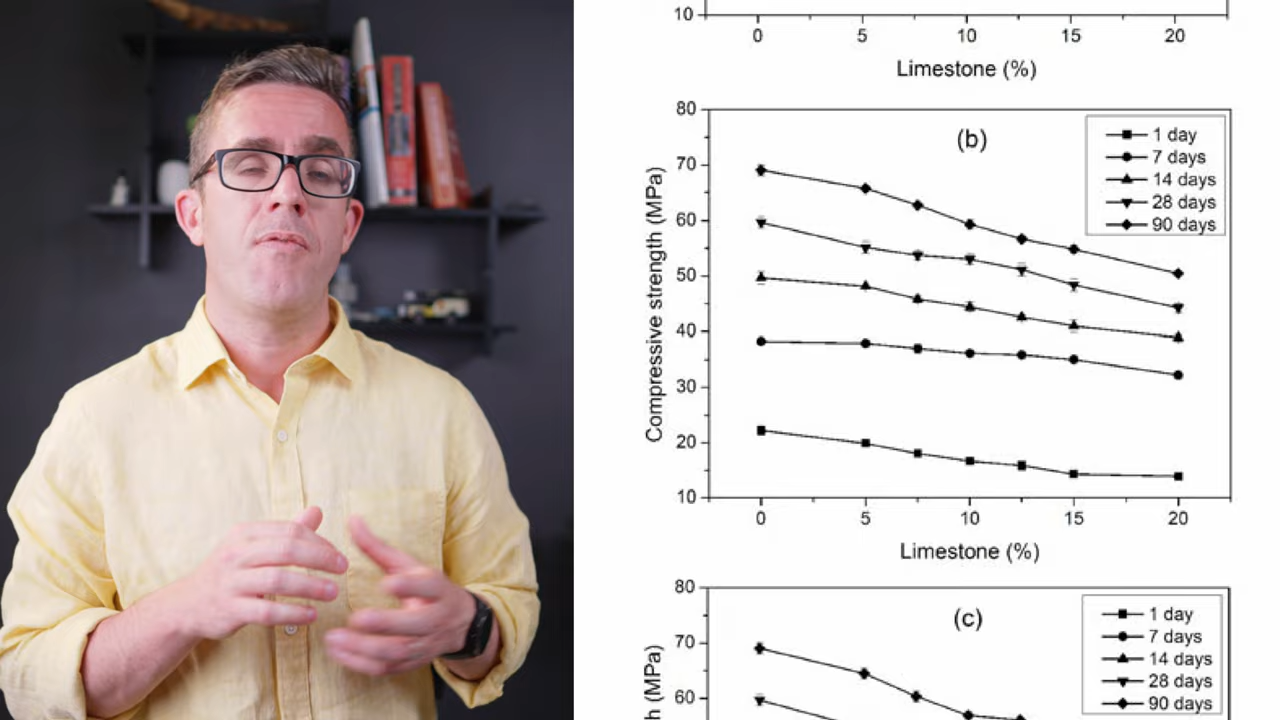 10
0 5 10 15 20
Limestone (%)
80
70
60
50
40
30
20
10
Compressive strength (MPa)
(b)
1 day
7 days
14 days
28 days
90 days
0 5 10 15 20
Limestone (%)
80
70
60
h (MPa)
(c)
1 day
7 days
14 days
28 days
90 days